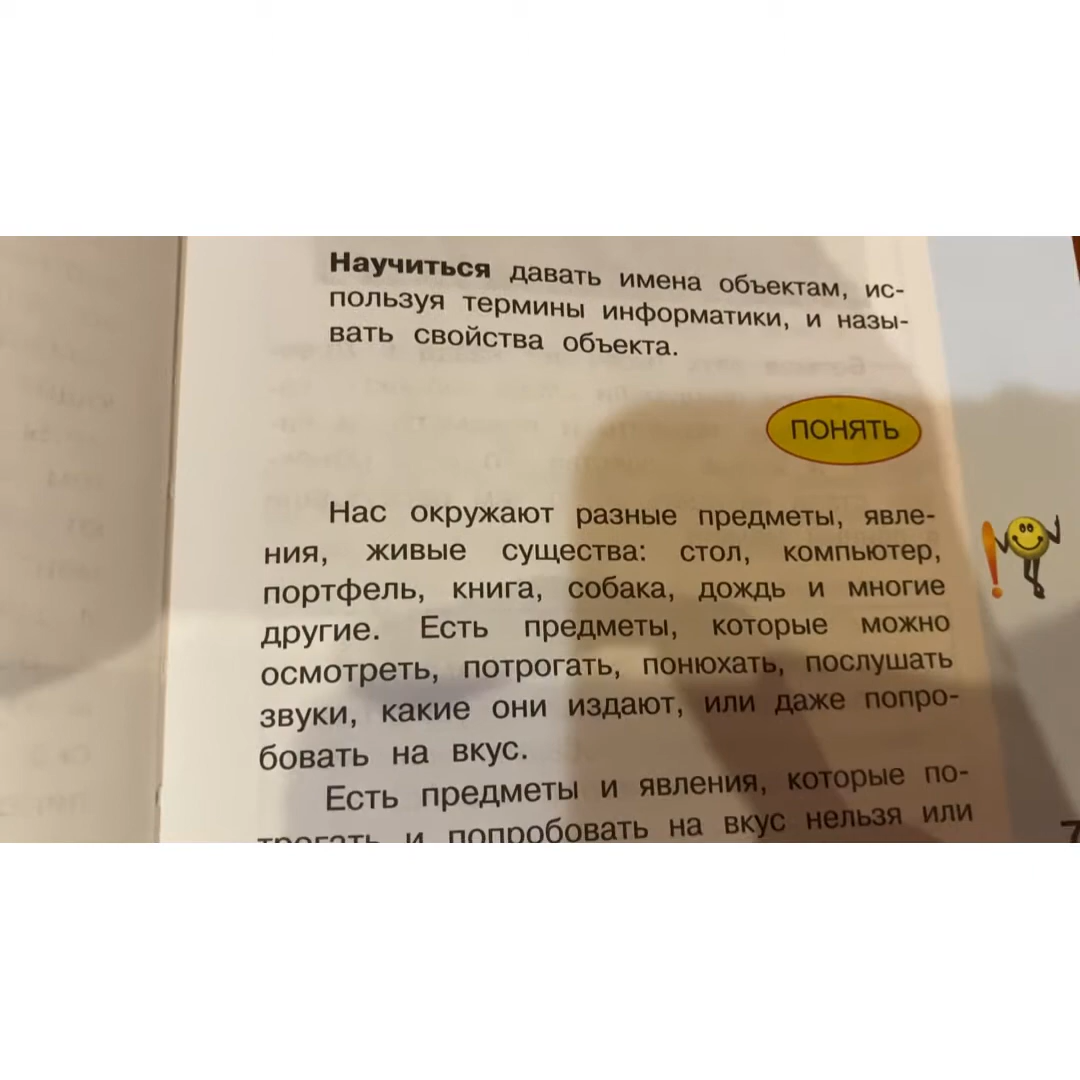 Научиться давать имена объектам, ис-
пользуя термины информатики, и назы-
вать свойства объекта.
ПОНЯТЬ
Нас окружают разные предметы, явле-
ния, живые существа: стол, компьютер,
портфель, книга, собака, дождь и многие
другие. Есть предметы, которые можно
осмотреть, потрогать, понюхать, послушать
звуки, какие они издают, или даже попро-
бовать на вкус.
Есть предметы и явления, которые по-
трогать и попробовать на вкус нельзя или
7